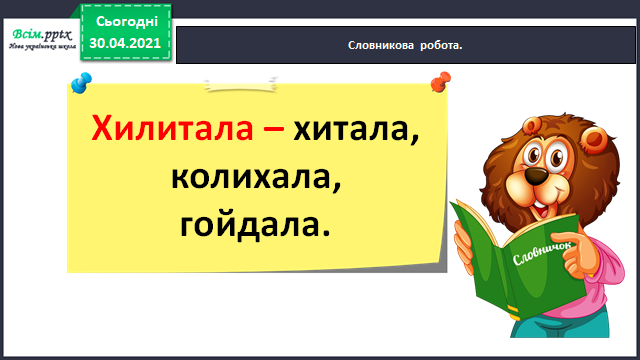 Всім.pptx
Нова українська школа
Сьогодні
30.04.2021
Словникова робота.
Хилитала – хитала,
колихала,
гойдала.
Словничок